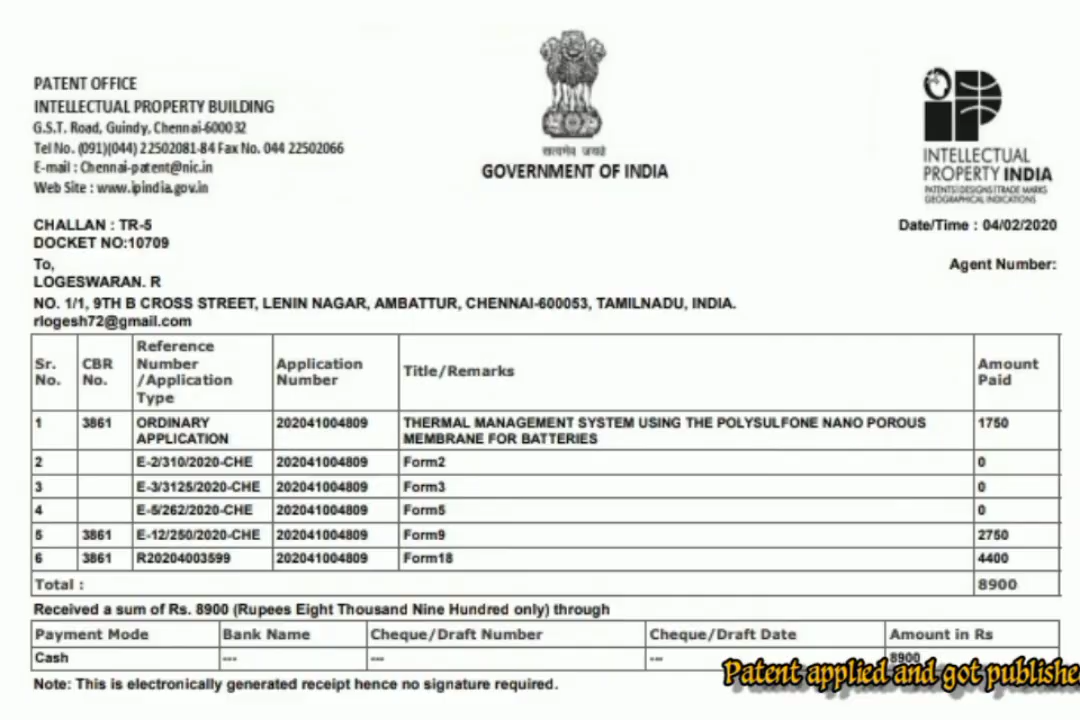 PATENT OFFICE
INTELLECTUAL PROPERTY BUILDING
G.S.T. Road, Guindy, Chennai-600032
Tel No. (091)(044) 22502081-84 Fax No. 044 22502066
E-mail : Chennai-patent@nic.in
Web Site : www.ipindia.gov.in
सत्यमेव जयते
GOVERNMENT OF INDIA
INTELLECTUAL
PROPERTY INDIA
PATENTS | DESIGNS | TRADE MARKS
GEOGRAPHICAL INDICATIONS
CHALLAN : TR-5
Date/Time : 04/02/2020
DOCKET NO:10709
To,
Agent Number:
LOGESWARAN. R
NO. 1/1, 9TH B CROSS STREET, LENIN NAGAR, AMBATTUR, CHENNAI-600053, TAMILNADU, INDIA.
rlogesh72@gmail.com
Sr. No. CBR No. Reference Number /Application Type Application Number Title/Remarks Amount Paid
1 3861 ORDINARY APPLICATION 202041004809 THERMAL MANAGEMENT SYSTEM USING THE POLYSULFONE NANO POROUS MEMBRANE FOR BATTERIES 1750
2 E-2/310/2020-CHE 202041004809 Form2 0
3 E-3/3125/2020-CHE 202041004809 Form3 0
4 E-5/262/2020-CHE 202041004809 Form5 0
5 3861 E-12/250/2020-CHE 202041004809 Form9 2750
6 3861 R20204003599 202041004809 Form18 4400
Total : 8900
Received a sum of Rs. 8900 (Rupees Eight Thousand Nine Hundred only) through
Payment Mode Bank Name Cheque/Draft Number Cheque/Draft Date Amount in Rs
Cash --- --- --- 8900
Patent applied and got publishe
Note: This is electronically generated receipt hence no signature required.